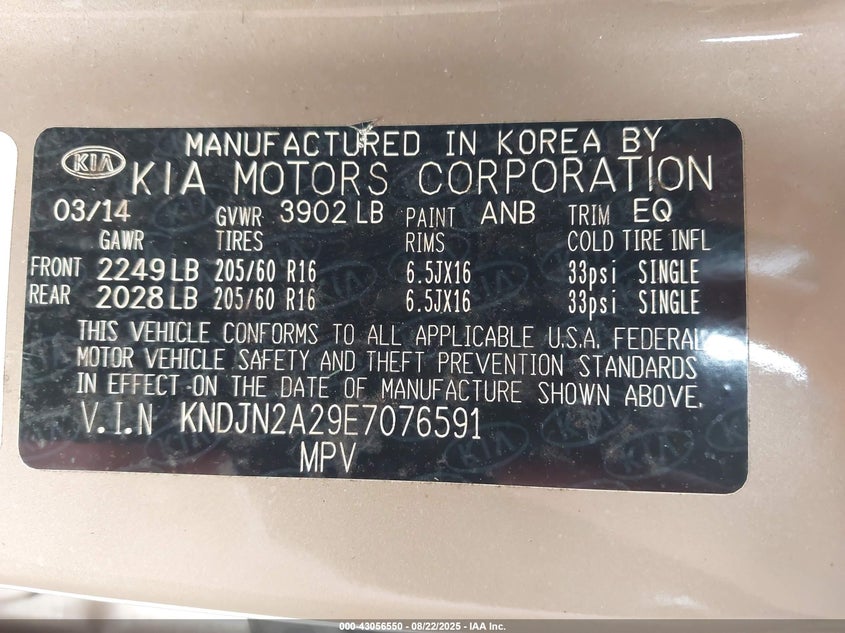 KIA
MANUFACTURED IN KOREA BY
KIA MOTORS CORPORATION
03/14 GVWR 3902 LB PAINT ANB TRIM EQ
GAWR TIRES RIMS COLD TIRE INFL
FRONT 2249 LB 205/60 R16 6.5JX16 33psi SINGLE
REAR 2028 LB 205/60 R16 6.5JX16 33psi SINGLE
THIS VEHICLE CONFORMS TO ALL APPLICABLE U.S.A. FEDERAL
MOTOR VEHICLE SAFETY AND THEFT PREVENTION STANDARDS
IN EFFECT ON THE DATE OF MANUFACTURE SHOWN ABOVE.
V.I.N KNDJN2A29E7076591
MPV
000-43056550 - 08/22/2025 - IAA Inc.